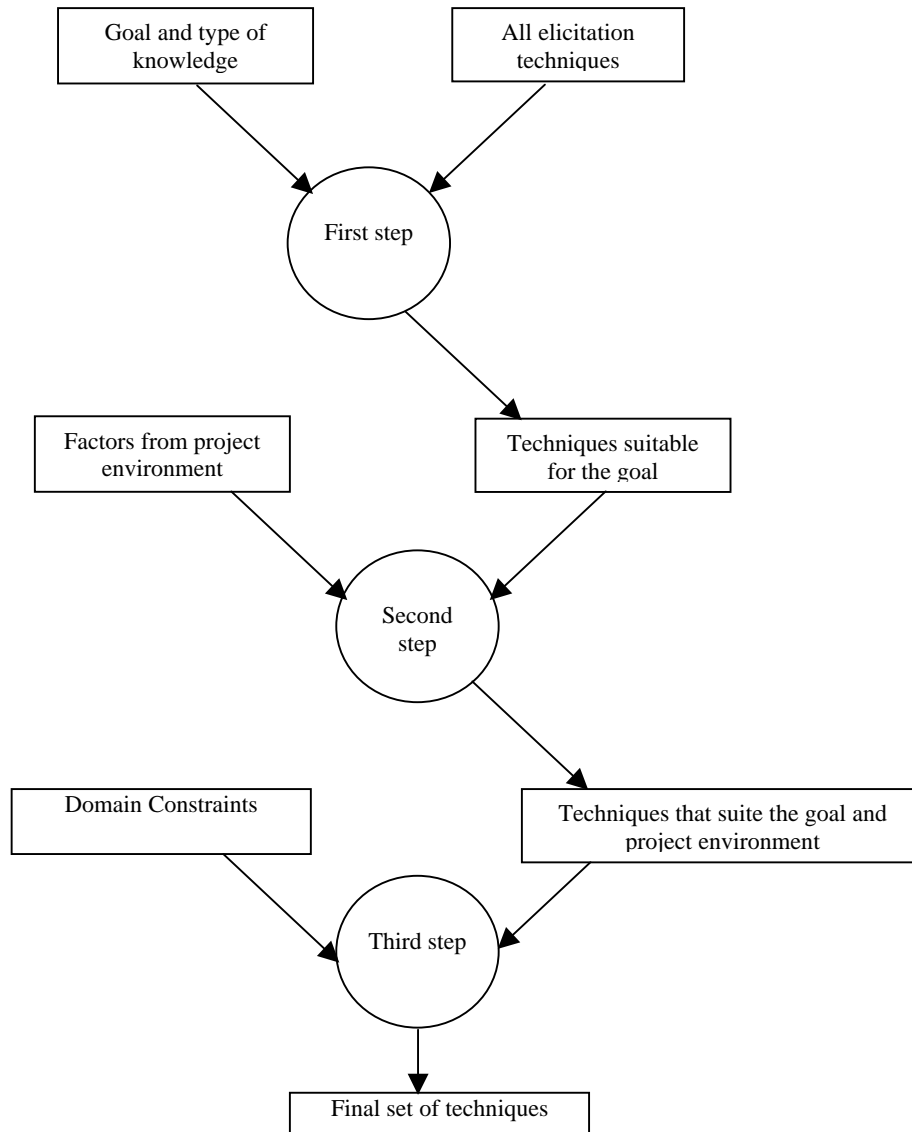 Goal and type of
knowledge
All elicitation
techniques
First step
Factors from project
environment
Techniques suitable
for the goal
Second
step
Domain Constraints
Techniques that suite the goal and
project environment
Third step
Final set of techniques